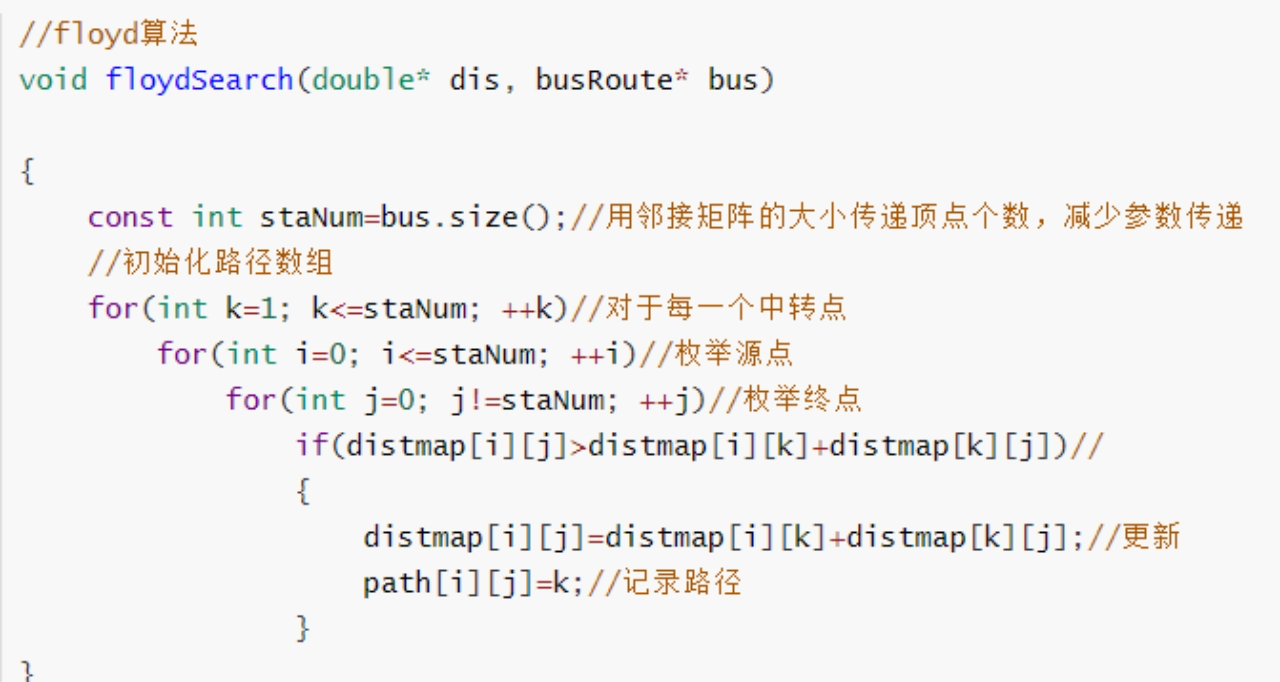 //floyd算法
void floydSearch(double* dis, busRoute* bus)
{
const int staNum=bus.size();//用邻接矩阵的大小传递顶点个数，减少参数传递
//初始化路径数组
for(int k=1; k<=staNum; ++k)//对于每一个中转点
for(int i=0; i<=staNum; ++i)//枚举源点
for(int j=0; j!=staNum; ++j)//枚举终点
if(distmap[i][j]>distmap[i][k]+distmap[k][j])//
{
distmap[i][j]=distmap[i][k]+distmap[k][j];//更新
path[i][j]=k;//记录路径
}
}